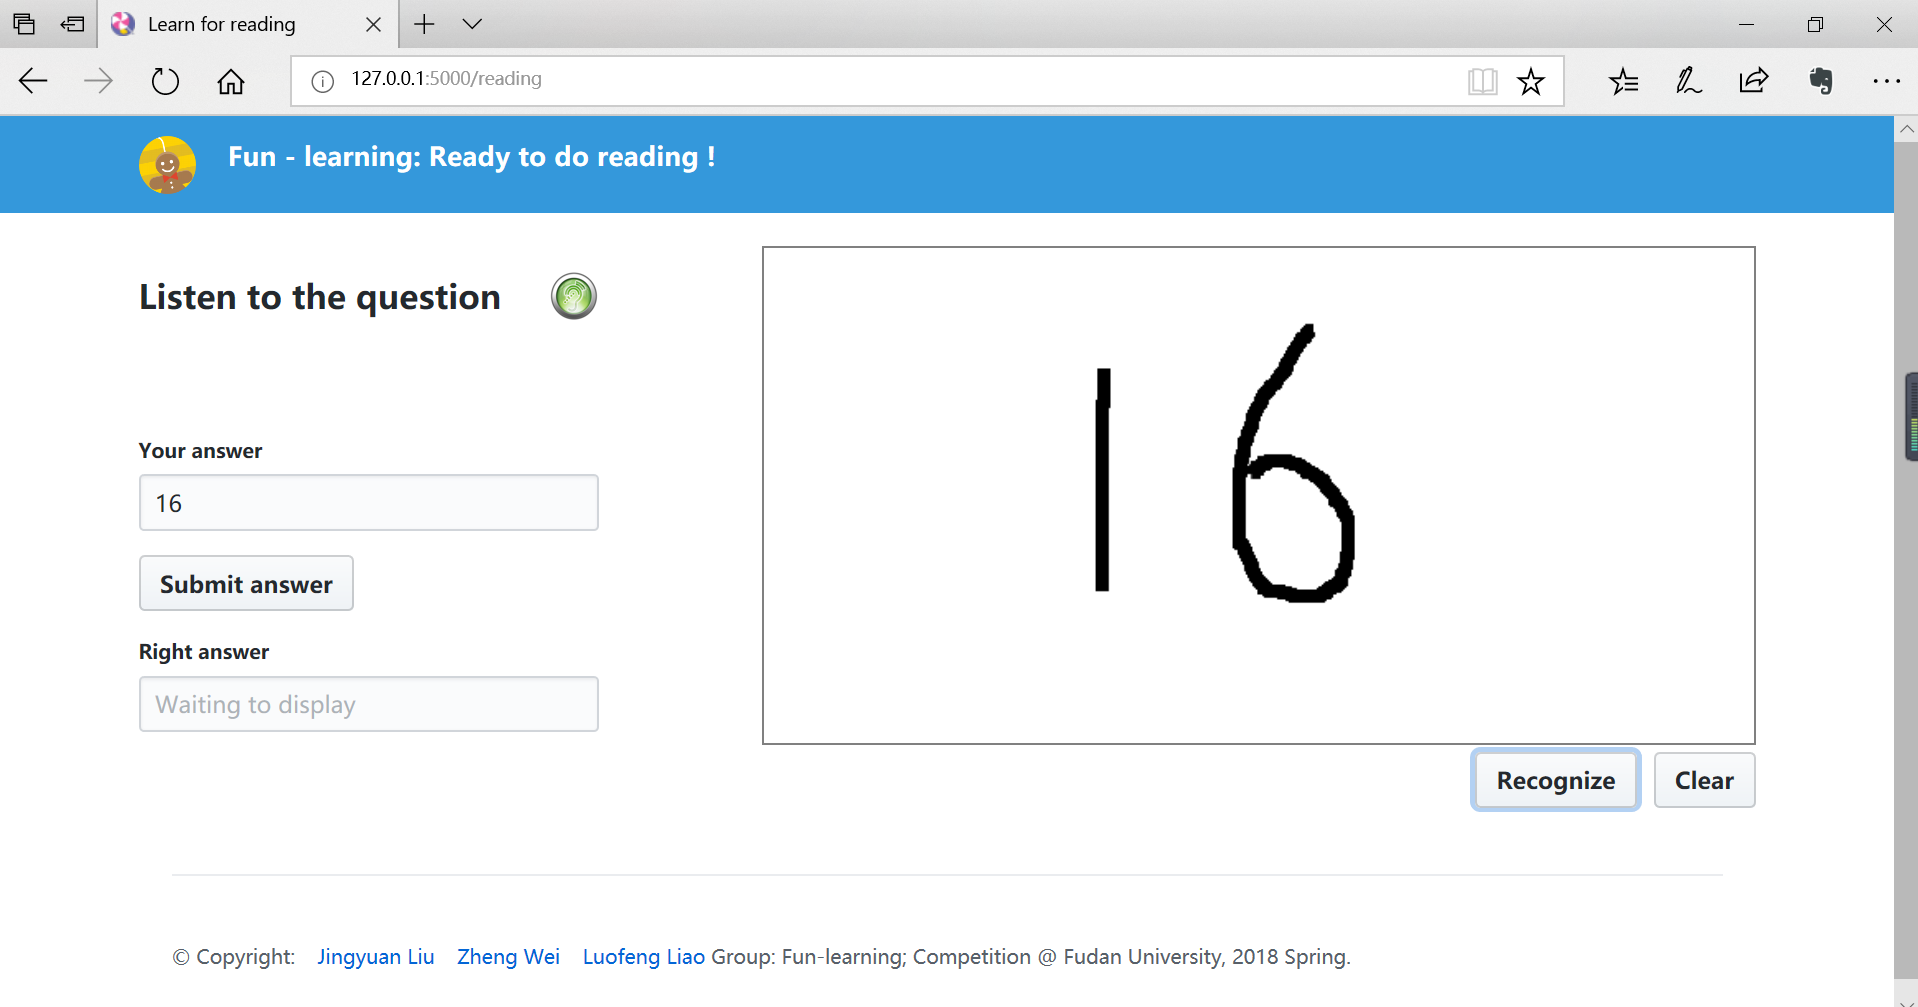 Learn for reading
127.0.0.1:5000/reading
Fun - learning: Ready to do reading !
Listen to the question
16
Your answer
16
Submit answer
Right answer
Waiting to display
Recognize Clear
© Copyright: Jingyuan Liu Zheng Wei Luofeng Liao Group: Fun-learning; Competition @ Fudan University, 2018 Spring.